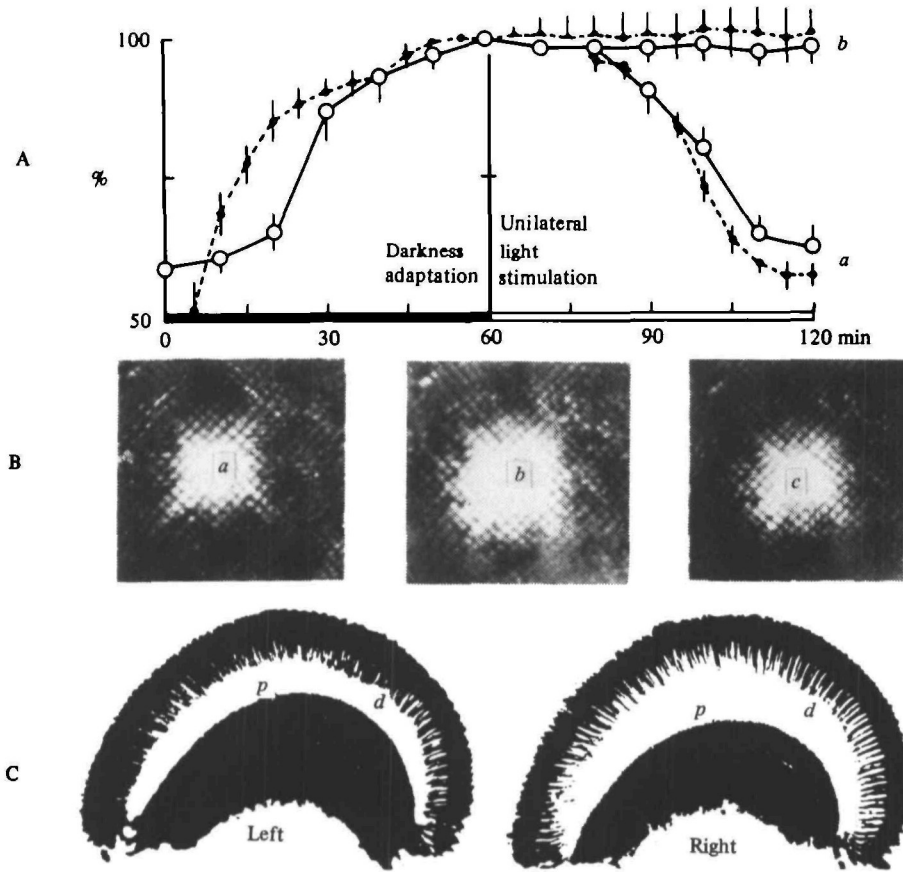 A
100
%
50
b
a
Darkness
adaptation
Unilateral
light
stimulation
0
30
60
90
120 min
B
a
b
c
C
p
d
Left
p
d
Right